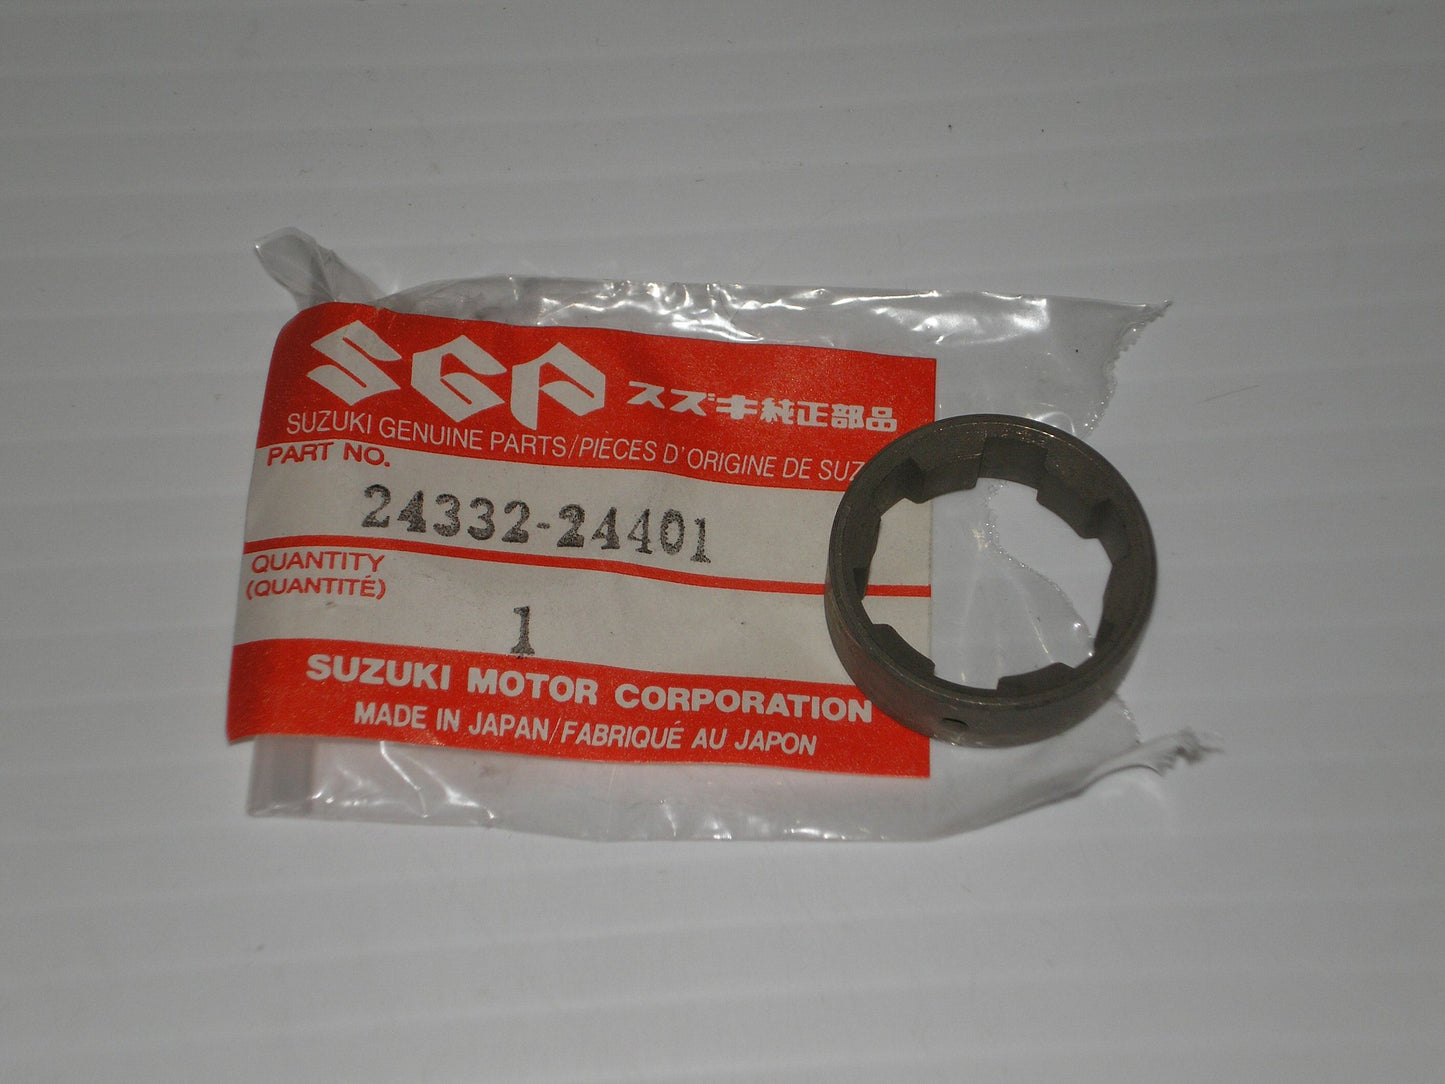 SGP スズキ純正部品
SUZUKI GENUINE PARTS/PIÈCES D'ORIGINE DE SUZ
PART NO.
24332-24401
QUANTITY
(QUANTITÉ)
1
SUZUKI MOTOR CORPORATION
MADE IN JAPAN/FABRIQUÉ AU JAPON